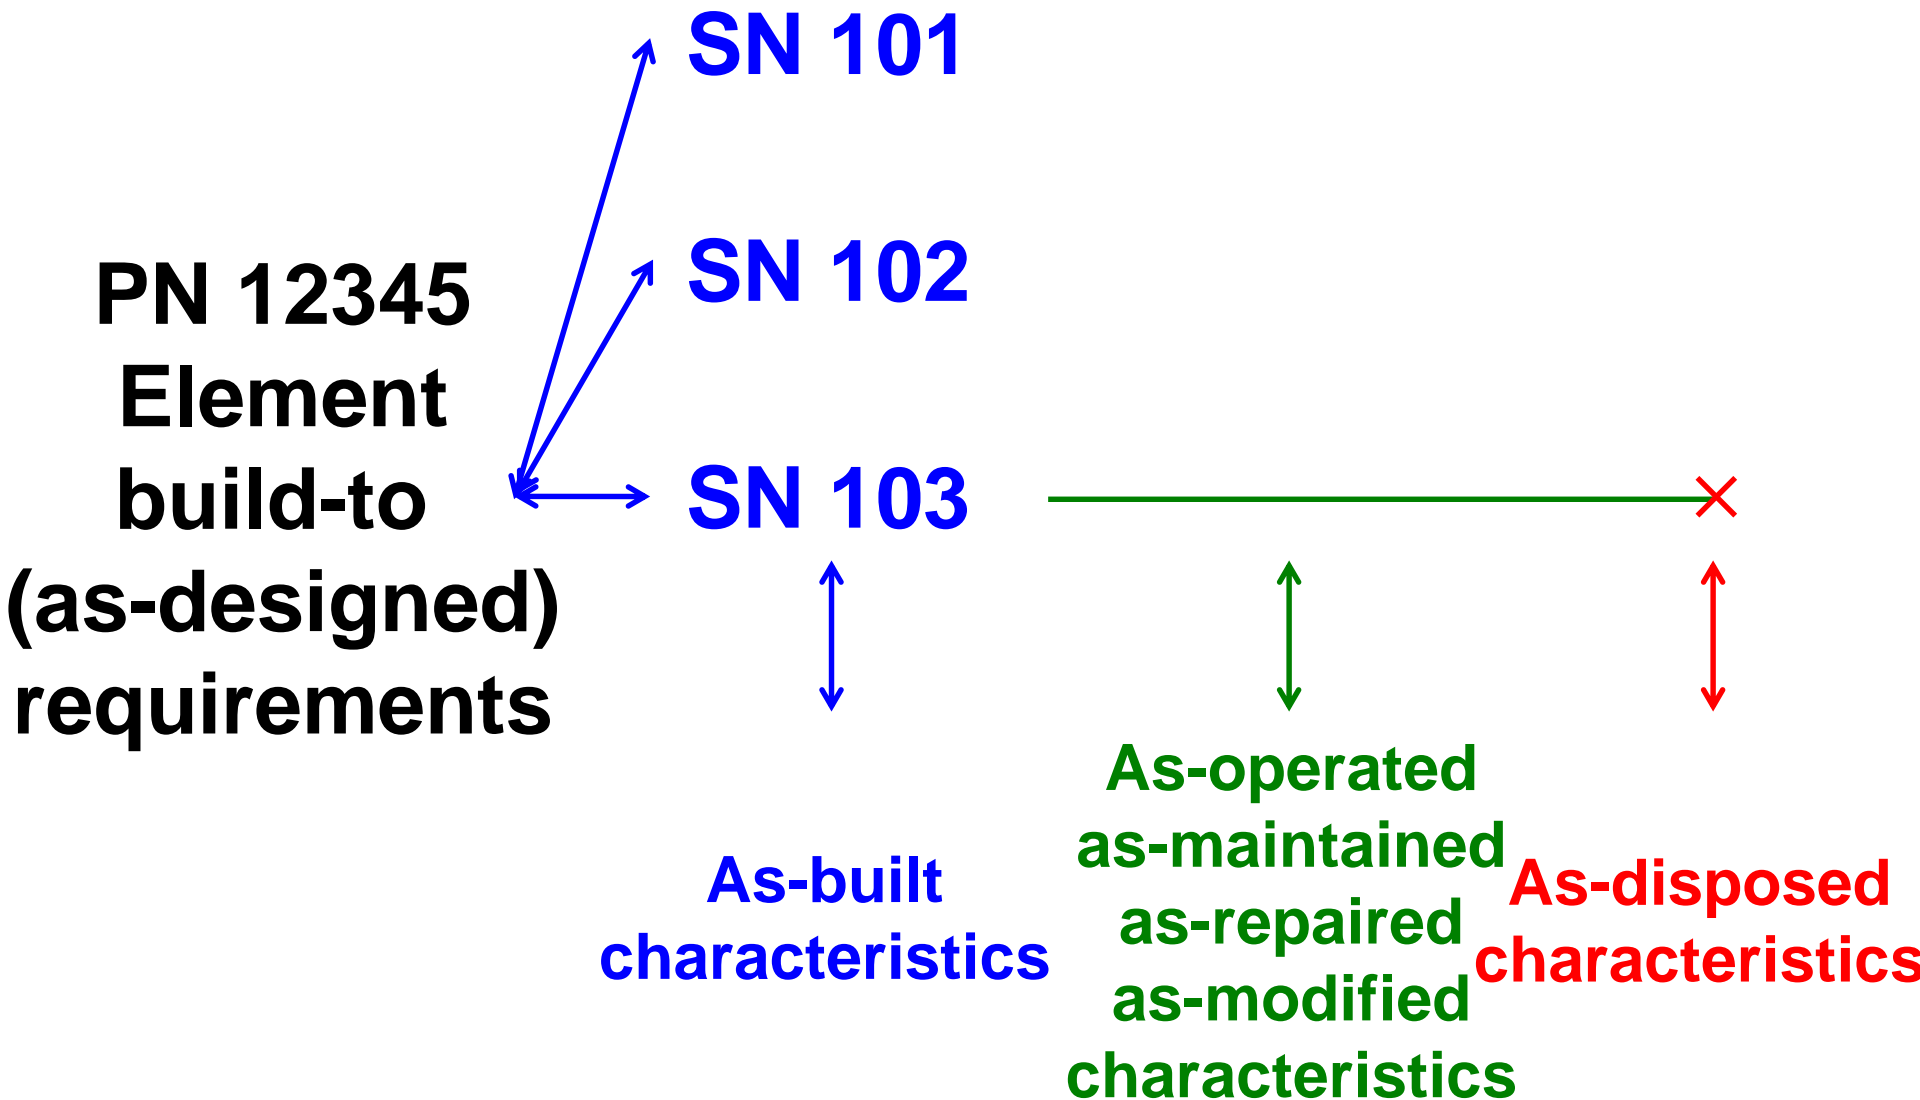 SN 101
SN 102
PN 12345
Element
build-to
(as-designed)
requirements
SN 103
As-built
characteristics
As-operated
as-maintained
as-repaired
as-modified
characteristics
As-disposed
characteristics